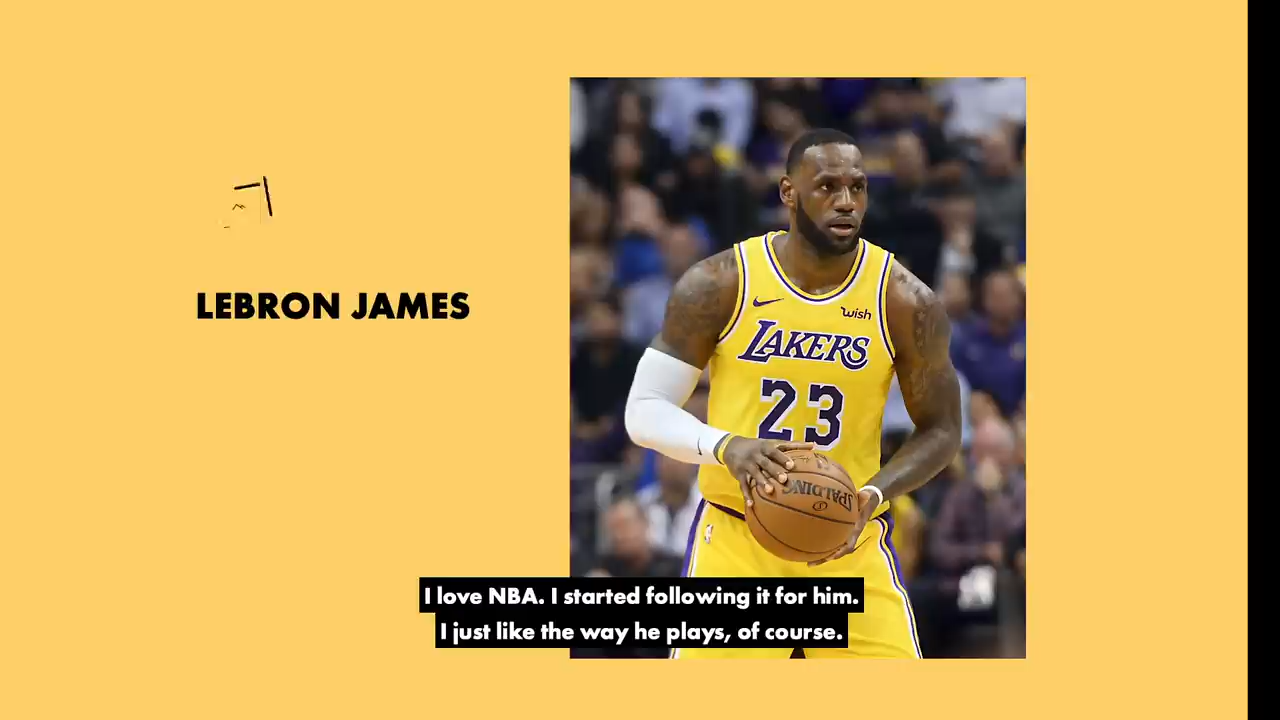 LEBRON JAMES
wish
LAKERS
23
SPALDING
I love NBA. I started following it for him.
I just like the way he plays, of course.